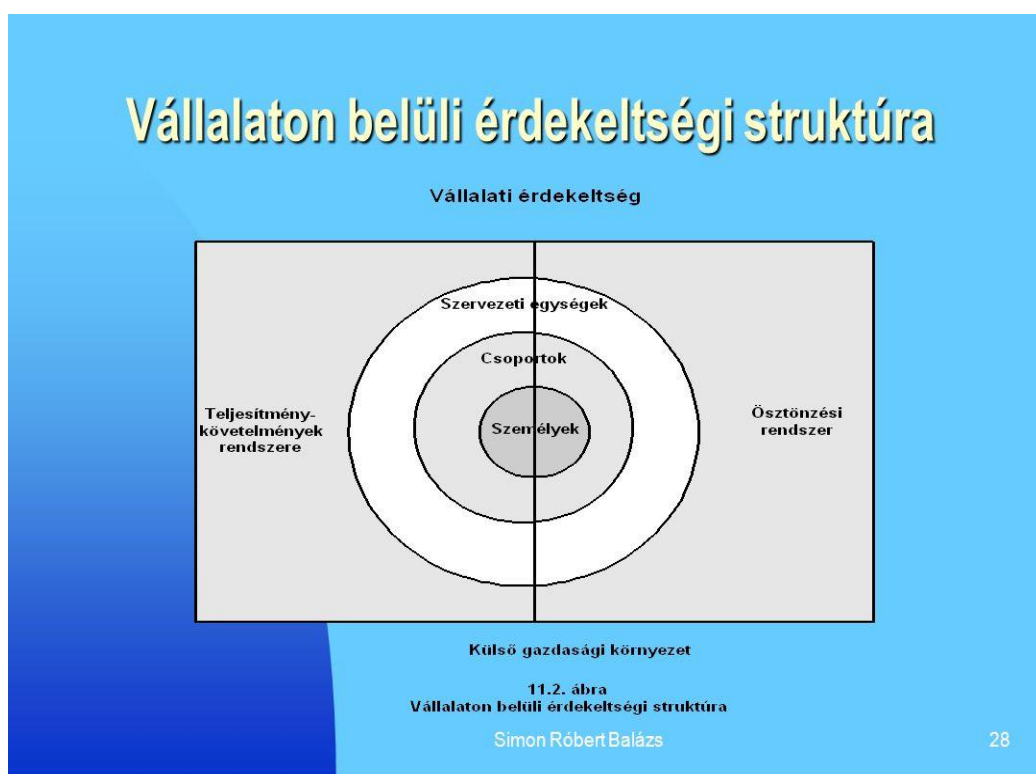 Vállalaton belüli érdekeltségi struktúra
Vállalati érdekeltség
Szervezeti egységek
Csoportok
Személyek
Teljesítmény-
követelmények
rendszere
Ösztönzési
rendszer
Külső gazdasági környezet
11.2. ábra
Vállalaton belüli érdekeltségi struktúra
Simon Róbert Balázs
28